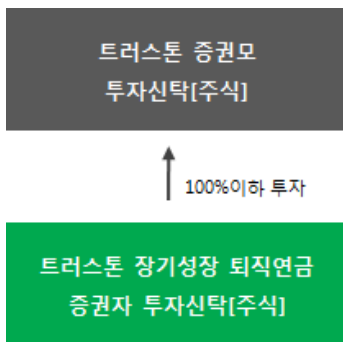 트러스톤 증권모
투자신탁[주식]
100%이하 투자
트러스톤 장기성장 퇴직연금
증권자 투자신탁[주식]